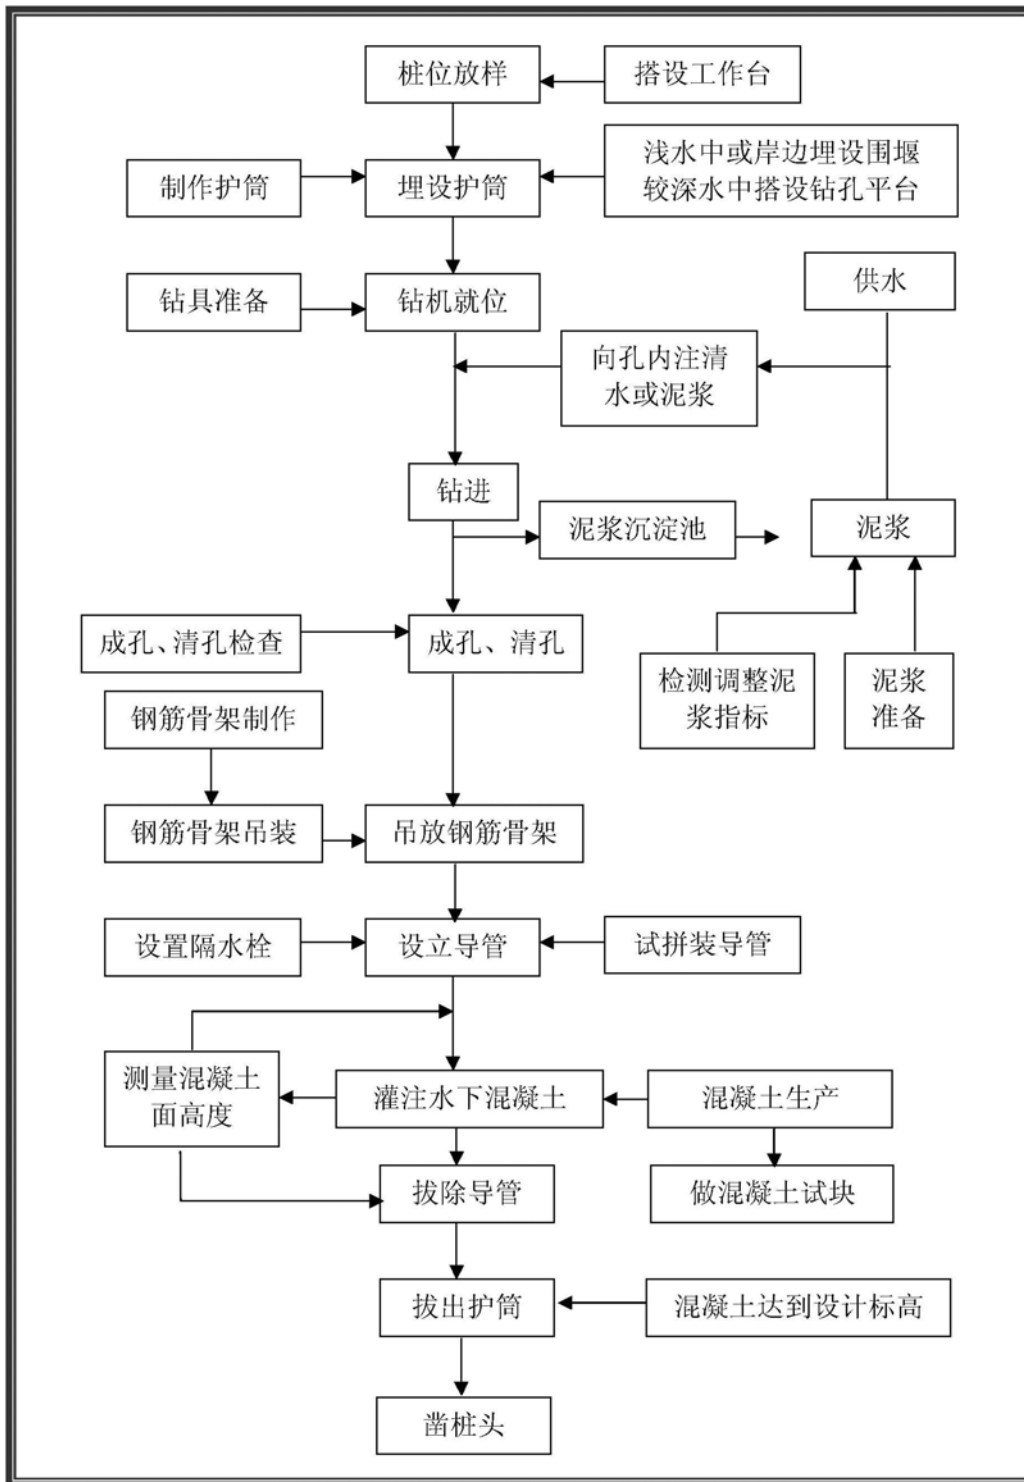 桩位放样
搭设工作台
浅水中或岸边埋设围堰
较深水中搭设钻孔平台
制作护筒
埋设护筒
供水
钻具准备
钻机就位
向孔内注清
水或泥浆
钻进
泥浆沉淀池
泥浆
成孔、清孔检查
成孔、清孔
检测调整泥
浆指标
泥浆
准备
钢筋骨架制作
钢筋骨架吊装
吊放钢筋骨架
设置隔水栓
设立导管
试拼装导管
测量混凝土
面高度
灌注水下混凝土
混凝土生产
拔除导管
做混凝土试块
拔出护筒
混凝土达到设计标高
凿桩头